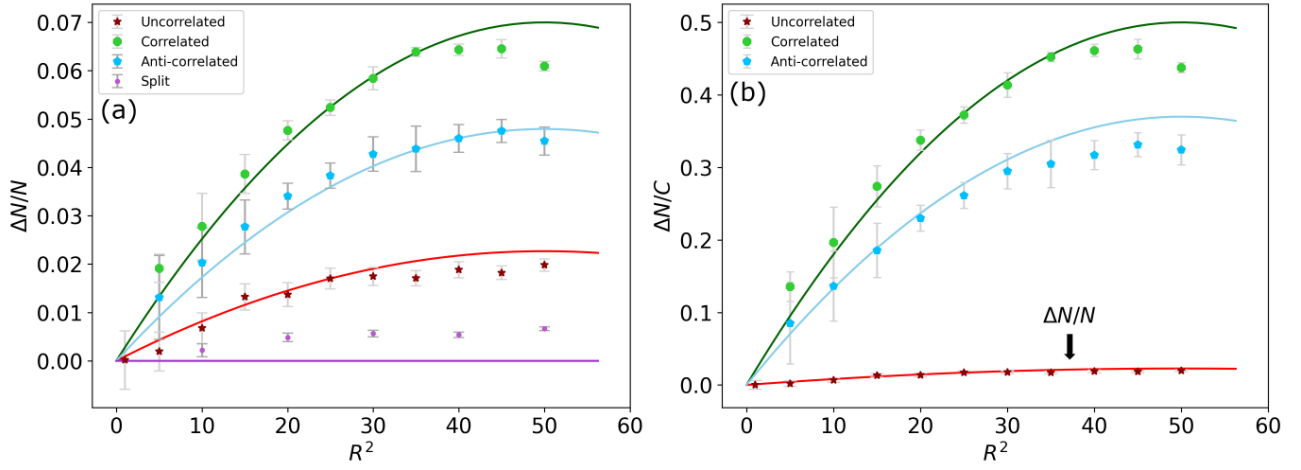 Uncorrelated
Correlated
Anti-correlated
Split
(a)
0.07
0.06
0.05
0.04
0.03
0.02
0.01
0.00
ΔN/N
0
10
20
30
40
50
60
R²
Uncorrelated
Correlated
Anti-correlated
(b)
0.5
0.4
0.3
0.2
0.1
0.0
ΔN/C
ΔN/N
0
10
20
30
40
50
60
R²